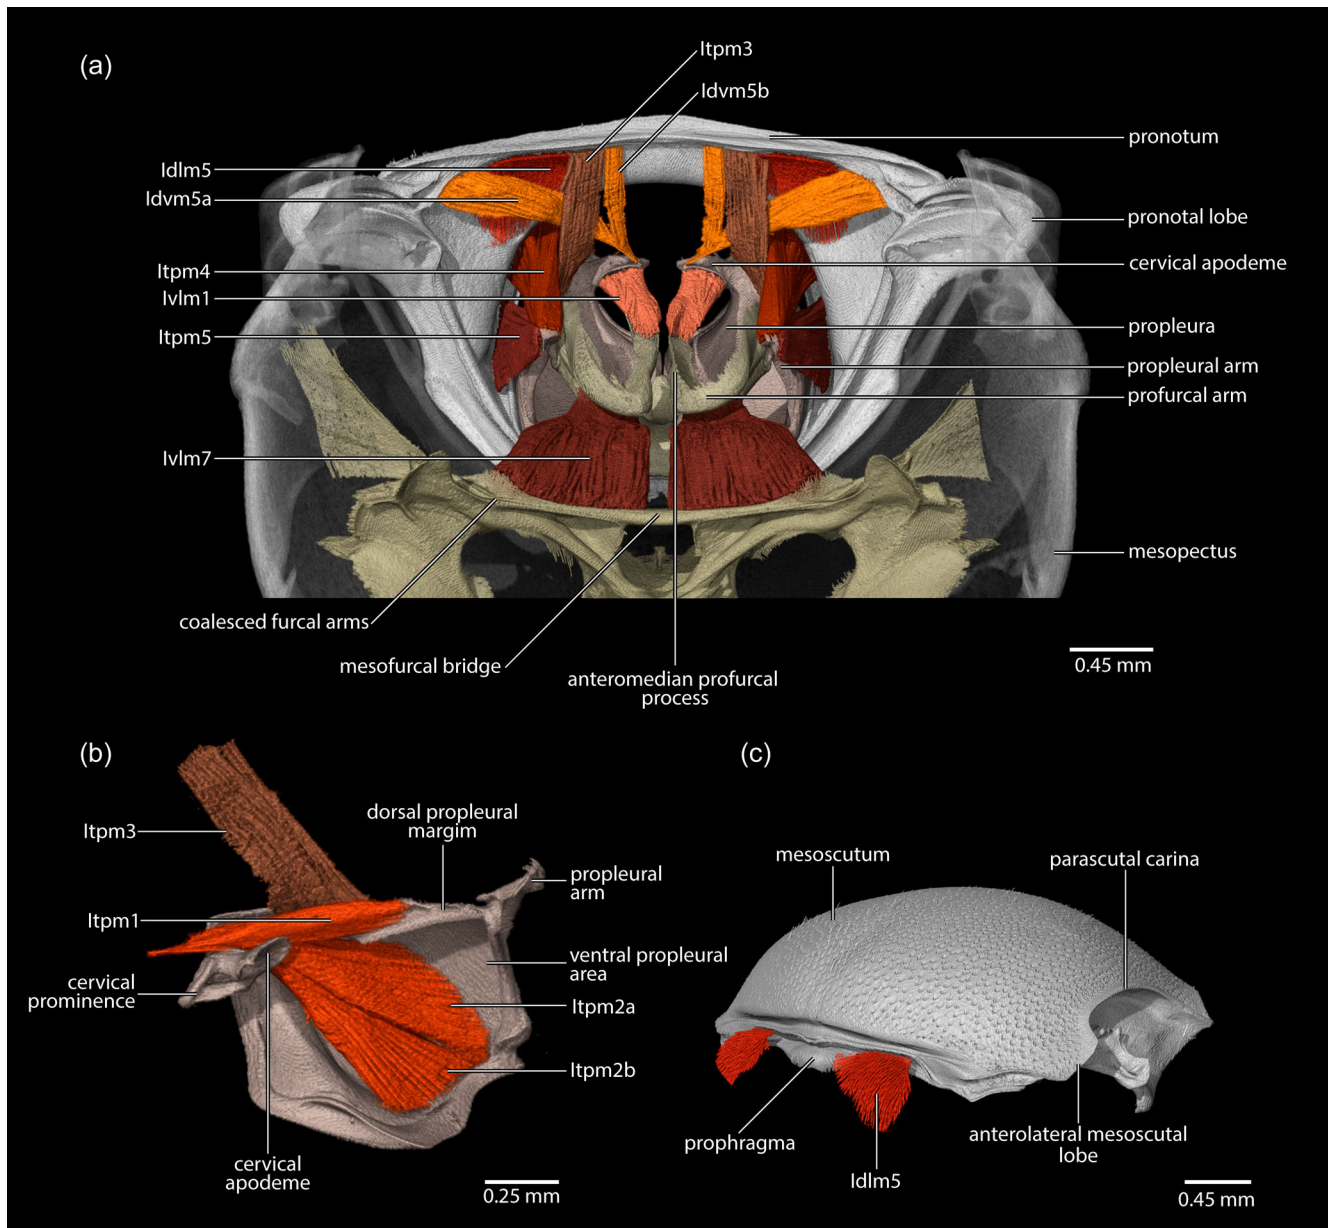 (a)
Itpm3
Idvm5b
pronotum
Idlm5
Idvm5a
pronotal lobe
Itpm4
cervical apodeme
Ivlm1
propleura
Itpm5
propleural arm
profurcal arm
Ivlm7
mesopectus
coalesced furcal arms
mesofurcal bridge
anteromedian profurcal
process
0.45 mm
(b)
Itpm3
dorsal propleural
margim
propleural
arm
Itpm1
ventral propleural
area
cervical
prominence
Itpm2a
Itpm2b
cervical
apodeme
0.25 mm
(c)
mesoscutum
parascutal carina
prophragma
anterolateral mesoscutal
lobe
Idlm5
0.45 mm